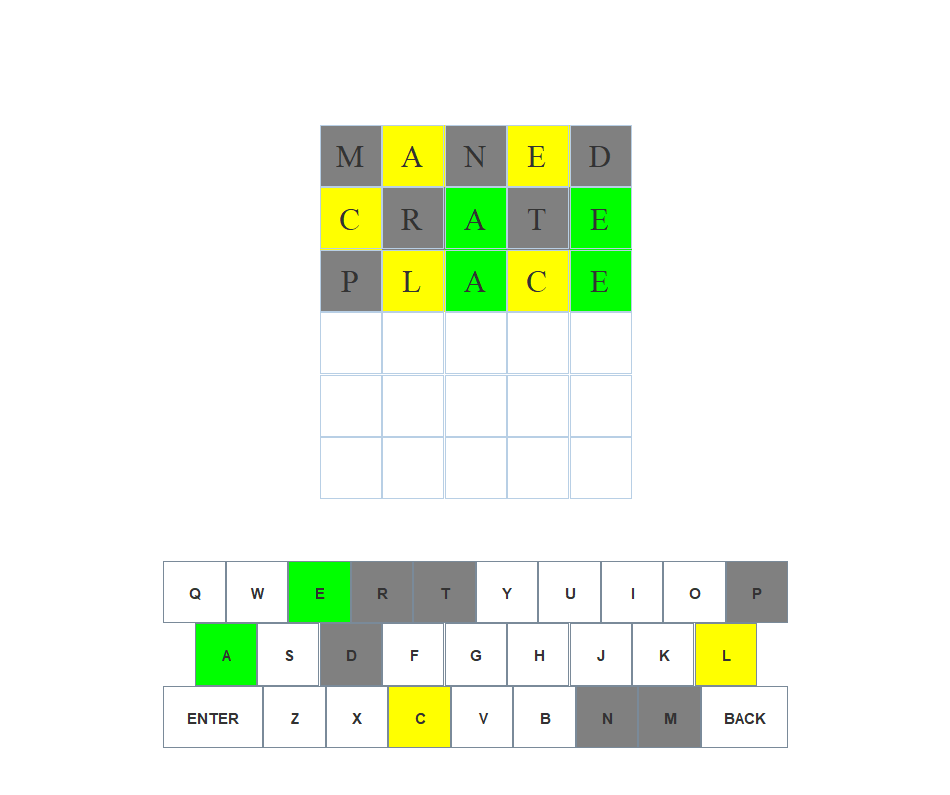 M A N E D
C R A T E
P L A C E
Q W E R T Y U I O P
A S D F G H J K L
ENTER Z X C V B N M BACK